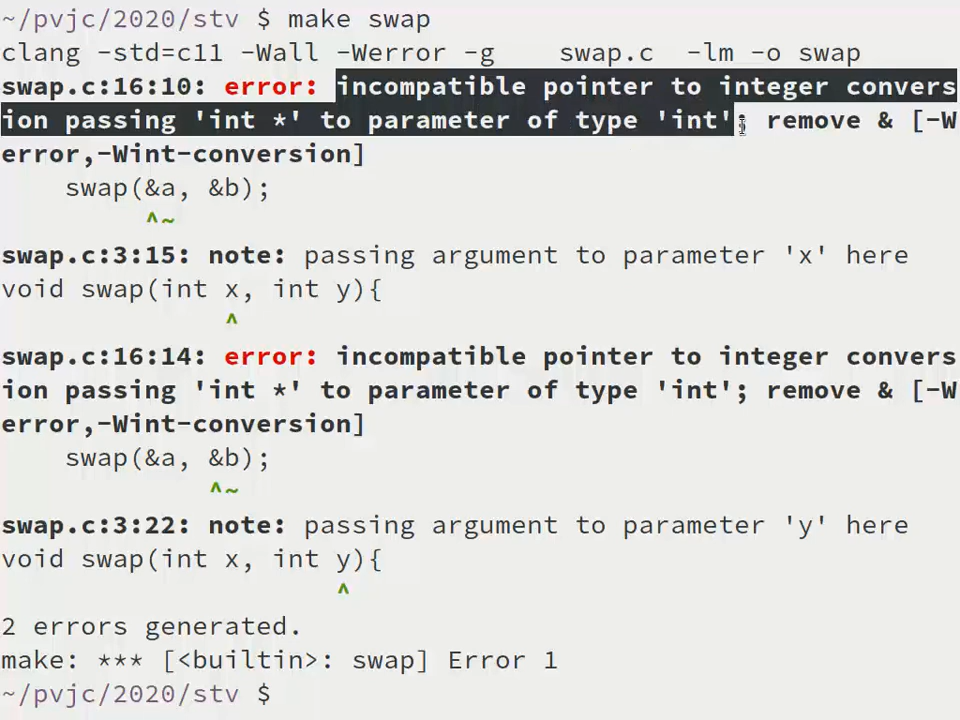 ~/pvjc/2020/stv $ make swap
clang -std=c11 -Wall -Werror -g    swap.c  -lm -o swap
swap.c:16:10: error: incompatible pointer to integer convers
ion passing 'int *' to parameter of type 'int'; remove & [-W
error,-Wint-conversion]
    swap(&a, &b);
         ^~
swap.c:3:15: note: passing argument to parameter 'x' here
void swap(int x, int y){
              ^
swap.c:16:14: error: incompatible pointer to integer convers
ion passing 'int *' to parameter of type 'int'; remove & [-W
error,-Wint-conversion]
    swap(&a, &b);
             ^~
swap.c:3:22: note: passing argument to parameter 'y' here
void swap(int x, int y){
                     ^
2 errors generated.
make: *** [<builtin>: swap] Error 1
~/pvjc/2020/stv $